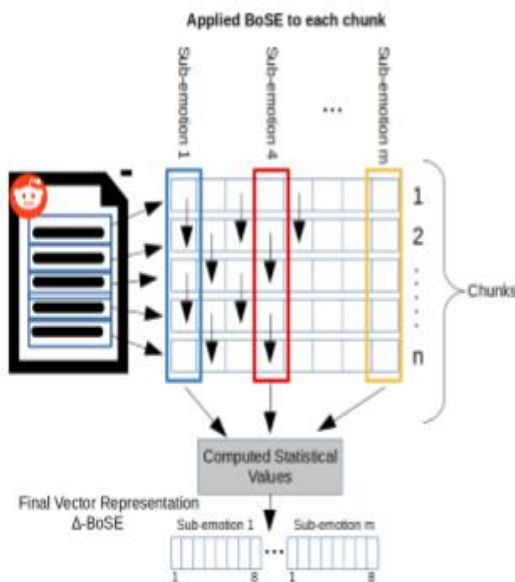 Applied BoSE to each chunk
Sub-emotion 1
Sub-emotion 4
...
Sub-emotion m
1
2
n
Chunks
Computed Statistical
Values
Final Vector Representation
Δ-BoSE
Sub-emotion 1
...
Sub-emotion m
1 8 1 8